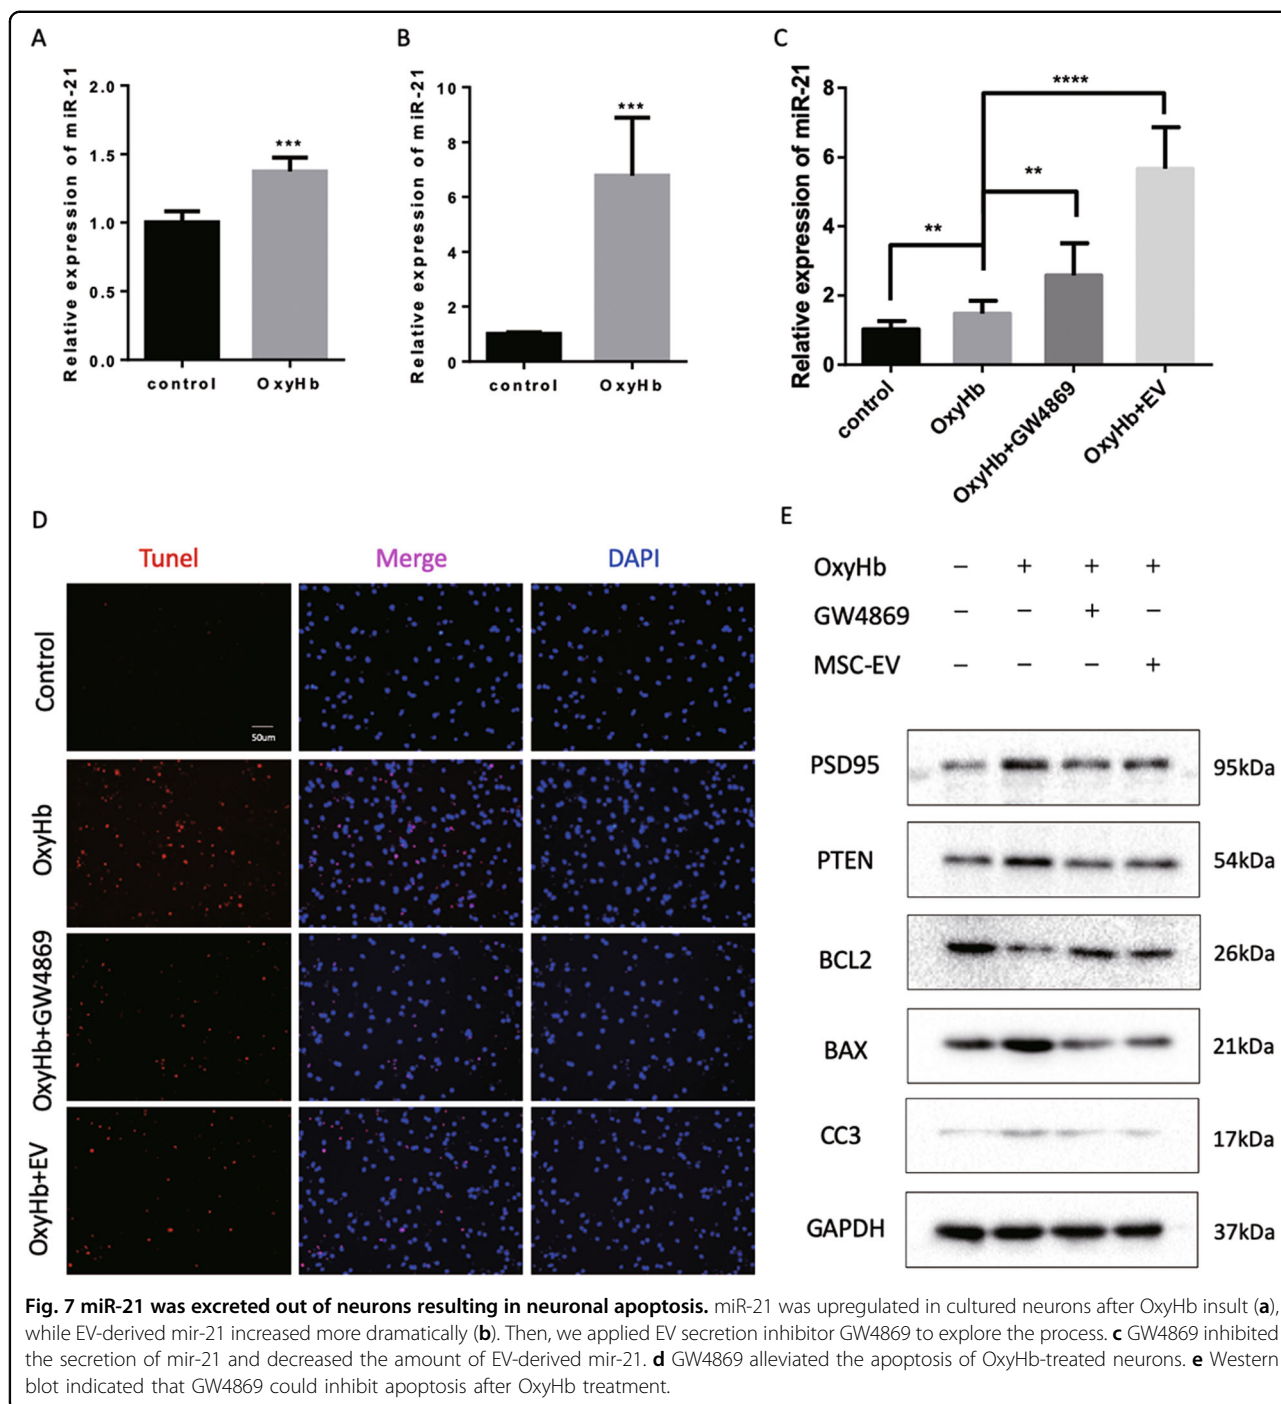 A
Relative expression of miR-21
2.0
1.5
1.0
0.5
0.0
***
control
OxyHb
B
Relative expression of miR-21
10
8
6
4
2
0
***
control
OxyHb
C
Relative expression of miR-21
8
6
4
2
0
****
**
**
control
OxyHb
OxyHb+GW4869
OxyHb+EV
D
Tunel Merge DAPI
Control
50um
OxyHb
OxyHb+GW4869
OxyHb+EV
E
OxyHb – + + +
GW4869 – – + –
MSC-EV – – – +
PSD95 95kDa
PTEN 54kDa
BCL2 26kDa
BAX 21kDa
CC3 17kDa
GAPDH 37kDa
Fig. 7 miR-21 was excreted out of neurons resulting in neuronal apoptosis. miR-21 was upregulated in cultured neurons after OxyHb insult (a),
while EV-derived mir-21 increased more dramatically (b). Then, we applied EV secretion inhibitor GW4869 to explore the process. c GW4869 inhibited
the secretion of mir-21 and decreased the amount of EV-derived mir-21. d GW4869 alleviated the apoptosis of OxyHb-treated neurons. e Western
blot indicated that GW4869 could inhibit apoptosis after OxyHb treatment.